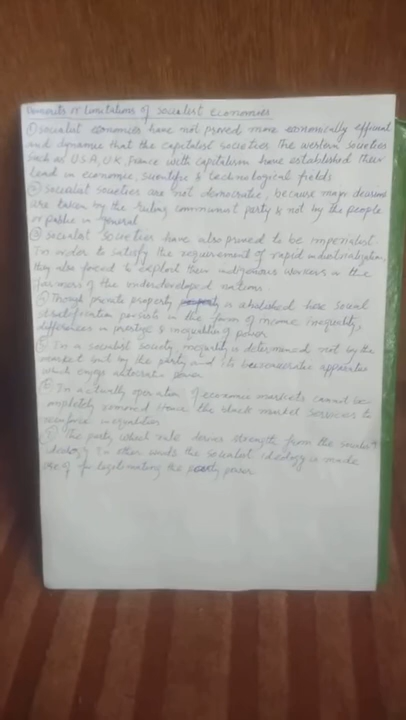 Demerits or limitations of socialist economies
① socialist economies have not proved more economically efficient
and dynamic that the capitalist societies The western societies
such as U.S.A, U.K, france with capitalism have established their
lead in economic, scientific & technological fields
② socialist societies are not democratic, because major decisions
are taken by the ruling communist party & not by the people
or public in general
③ socialist societies have also proved to be imperialist.
In order to satisfy the requirement of rapid industrialization,
they also forced to exploit their indigenous workers or the
farmers of the underdeveloped nations
④ Though private property is abolished here social
stratification persists in the form of income inequality,
differences in prestige & inequality of power
⑤ In a socialist society, inequality is determined not by the
market but by the party and its bureaucratic apparatus
which enjoys autocratic power
⑥ In actuality operation of economic markets cannot be
completely removed Hence the black market services to
reinforce inequalities
⑦ The party which rule derives strength from the socialist
ideology In other words the socialist ideology is made
use of for legitimating the party power